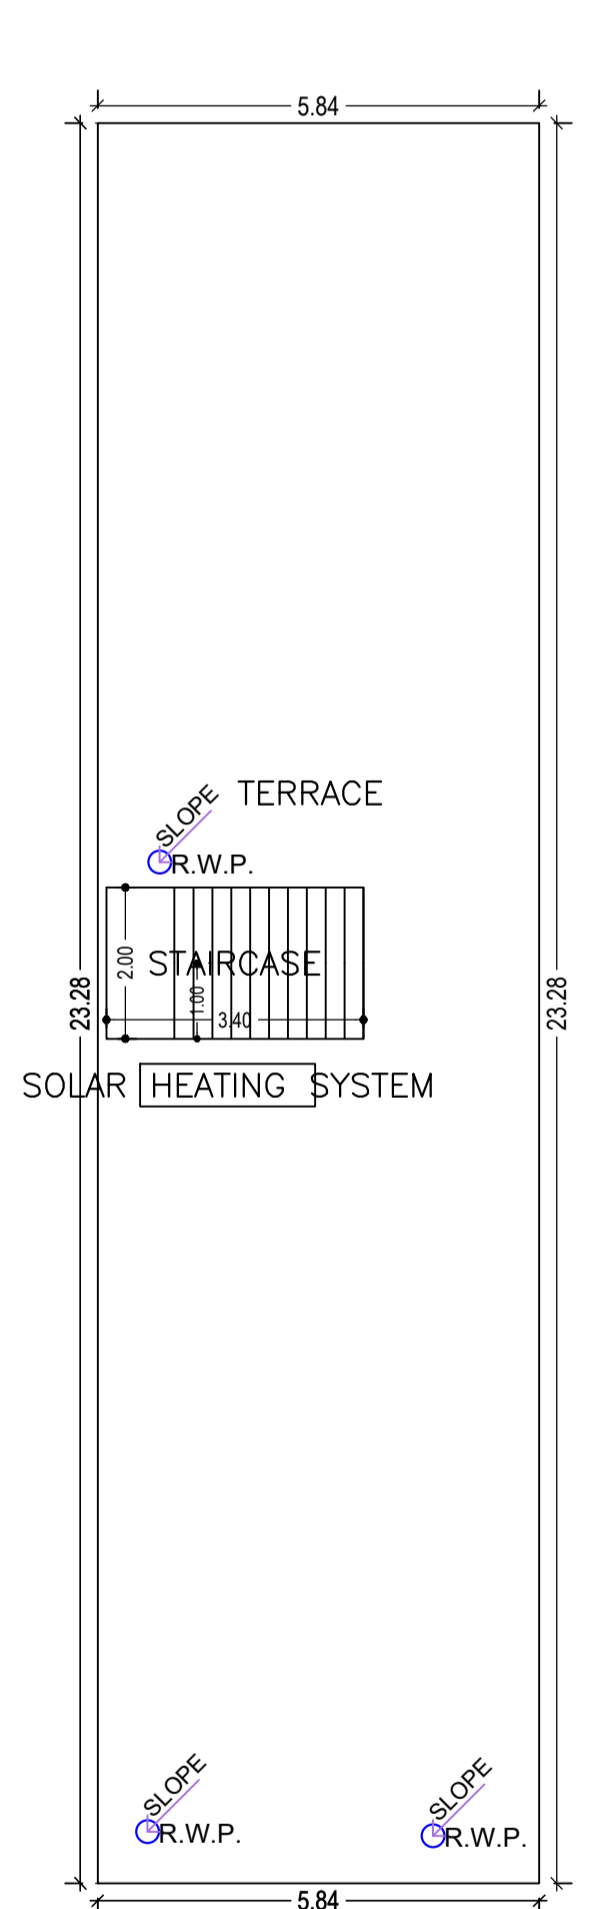 5.84
SLOPE
TERRACE
R.W.P.
2.00
STAIRCASE
1.00
3.40
23.28
23.28
SOLAR HEATING SYSTEM
SLOPE
R.W.P.
SLOPE
R.W.P.
5.84